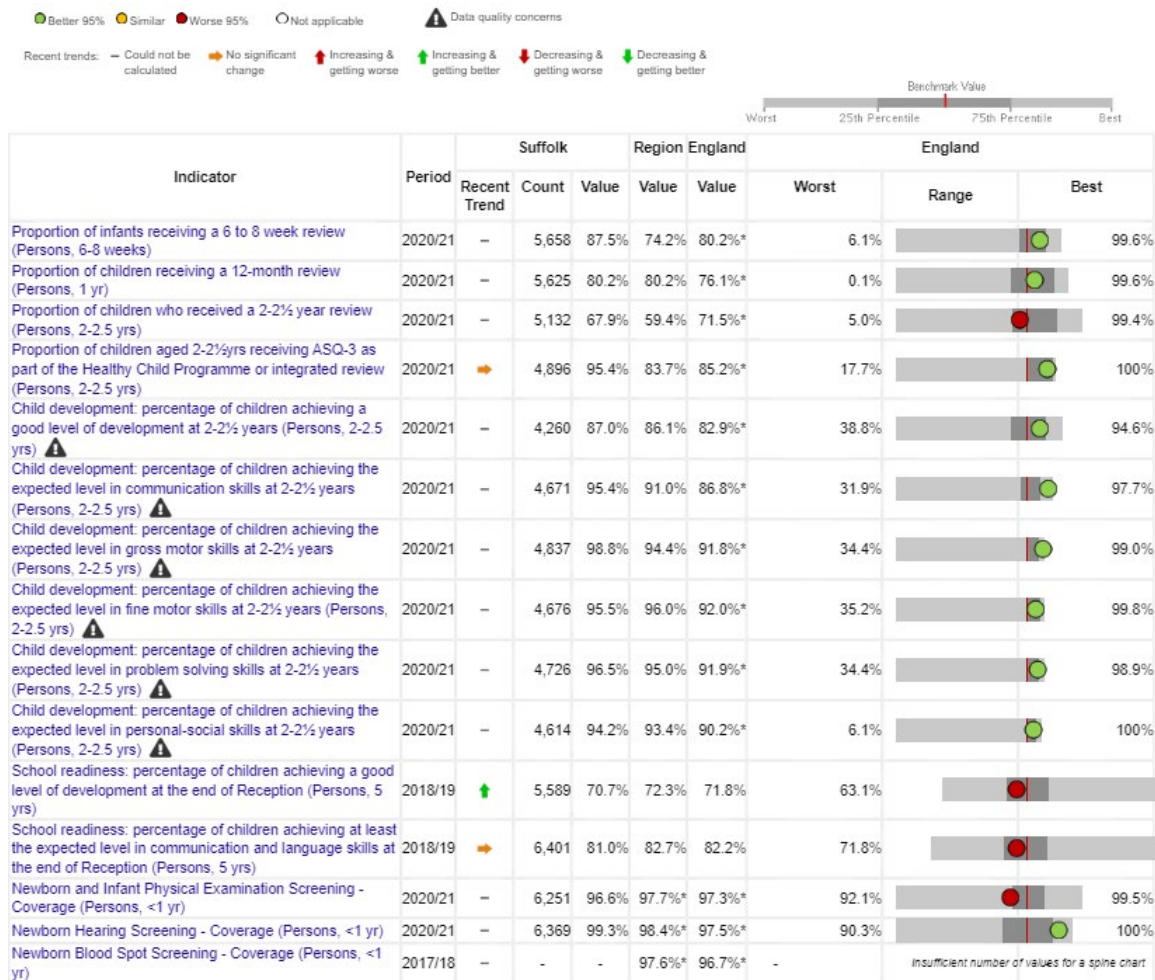 Better 95% Similar Worse 95% Not applicable Data quality concerns
Recent trends: – Could not be calculated No significant change Increasing & getting worse Increasing & getting better Decreasing & getting worse Decreasing & getting better
Benchmark Value
Worst 25th Percentile 75th Percentile Best
Suffolk Region England England
Indicator Period Recent Trend Count Value Value Value Worst Range Best
Proportion of infants receiving a 6 to 8 week review
(Persons, 6-8 weeks) 2020/21 – 5,658 87.5% 74.2% 80.2%* 6.1% 99.6%
Proportion of children receiving a 12-month review
(Persons, 1 yr) 2020/21 – 5,625 80.2% 80.2% 76.1%* 0.1% 99.6%
Proportion of children who received a 2-2½ year review
(Persons, 2-2.5 yrs) 2020/21 – 5,132 67.9% 59.4% 71.5%* 5.0% 99.4%
Proportion of children aged 2-2½yrs receiving ASQ-3 as
part of the Healthy Child Programme or integrated review 2020/21 4,896 95.4% 83.7% 85.2%* 17.7% 100%
(Persons, 2-2.5 yrs)
Child development: percentage of children achieving a
good level of development at 2-2½ years (Persons, 2-2.5 2020/21 – 4,260 87.0% 86.1% 82.9%* 38.8% 94.6%
yrs)
Child development: percentage of children achieving the
expected level in communication skills at 2-2½ years 2020/21 – 4,671 95.4% 91.0% 86.8%* 31.9% 97.7%
(Persons, 2-2.5 yrs)
Child development: percentage of children achieving the
expected level in gross motor skills at 2-2½ years 2020/21 – 4,837 98.8% 94.4% 91.8%* 34.4% 99.0%
(Persons, 2-2.5 yrs)
Child development: percentage of children achieving the
expected level in fine motor skills at 2-2½ years (Persons, 2020/21 – 4,676 95.5% 96.0% 92.0%* 35.2% 99.8%
2-2.5 yrs)
Child development: percentage of children achieving the
expected level in problem solving skills at 2-2½ years 2020/21 – 4,726 96.5% 95.0% 91.9%* 34.4% 98.9%
(Persons, 2-2.5 yrs)
Child development: percentage of children achieving the
expected level in personal-social skills at 2-2½ years 2020/21 – 4,614 94.2% 93.4% 90.2%* 6.1% 100%
(Persons, 2-2.5 yrs)
School readiness: percentage of children achieving a good
level of development at the end of Reception (Persons, 5 2018/19 5,589 70.7% 72.3% 71.8% 63.1%
yrs)
School readiness: percentage of children achieving at least
the expected level in communication and language skills at 2018/19 6,401 81.0% 82.7% 82.2% 71.8%
the end of Reception (Persons, 5 yrs)
Newborn and Infant Physical Examination Screening -
Coverage (Persons, <1 yr) 2020/21 – 6,251 96.6% 97.7%* 97.3%* 92.1% 99.5%
Newborn Hearing Screening - Coverage (Persons, <1 yr) 2020/21 – 6,369 99.3% 98.4%* 97.5%* 90.3% 100%
Newborn Blood Spot Screening - Coverage (Persons, <1
yr) 2017/18 – - - 97.6%* 96.7%* - Insufficient number of values for a spine chart